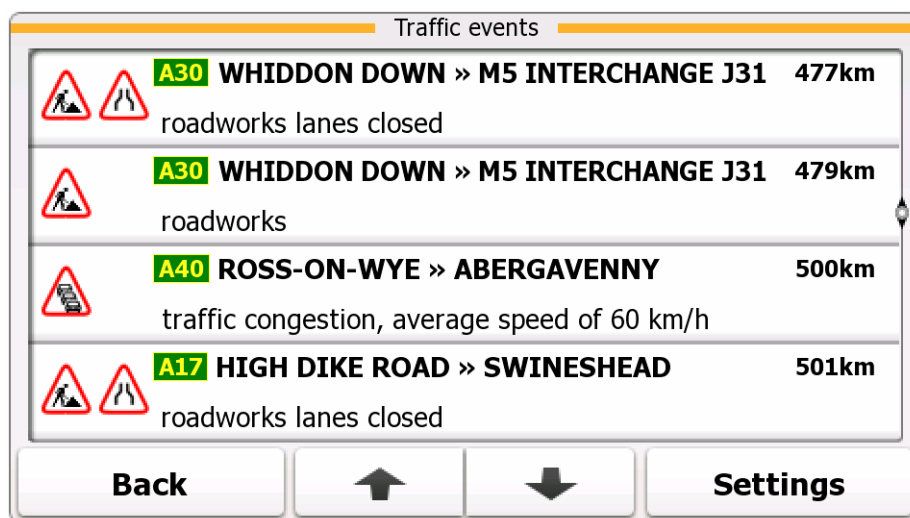 Traffic events
A30 WHIDDON DOWN » M5 INTERCHANGE J31 477km
roadworks lanes closed
A30 WHIDDON DOWN » M5 INTERCHANGE J31 479km
roadworks
A40 ROSS-ON-WYE » ABERGAVENNY 500km
traffic congestion, average speed of 60 km/h
A17 HIGH DIKE ROAD » SWINESHEAD 501km
roadworks lanes closed
Back Settings